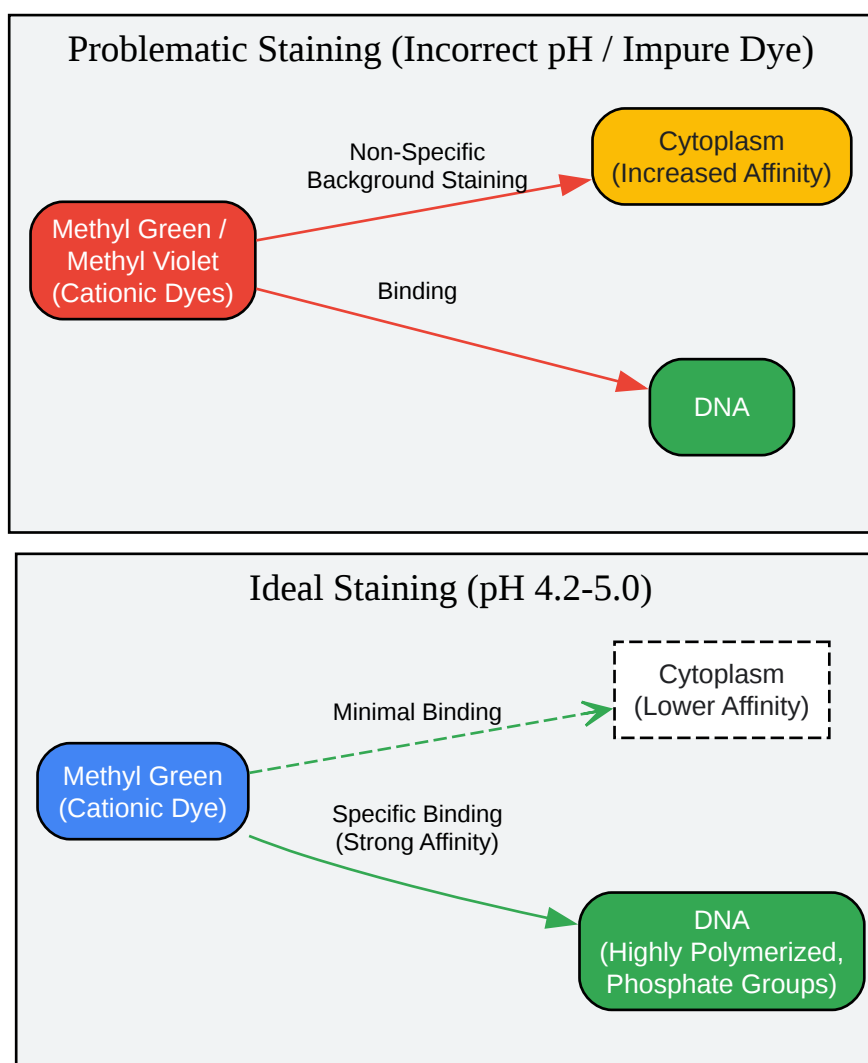 Problematic Staining (Incorrect pH / Impure Dye)
Non-Specific
Background Staining
Cytoplasm
(Increased Affinity)
Methyl Green /
Methyl Violet
(Cationic Dyes)
Binding
DNA
Ideal Staining (pH 4.2-5.0)
Cytoplasm
(Lower Affinity)
Minimal Binding
Methyl Green
(Cationic Dye)
Specific Binding
(Strong Affinity)
DNA
(Highly Polymerized,
Phosphate Groups)